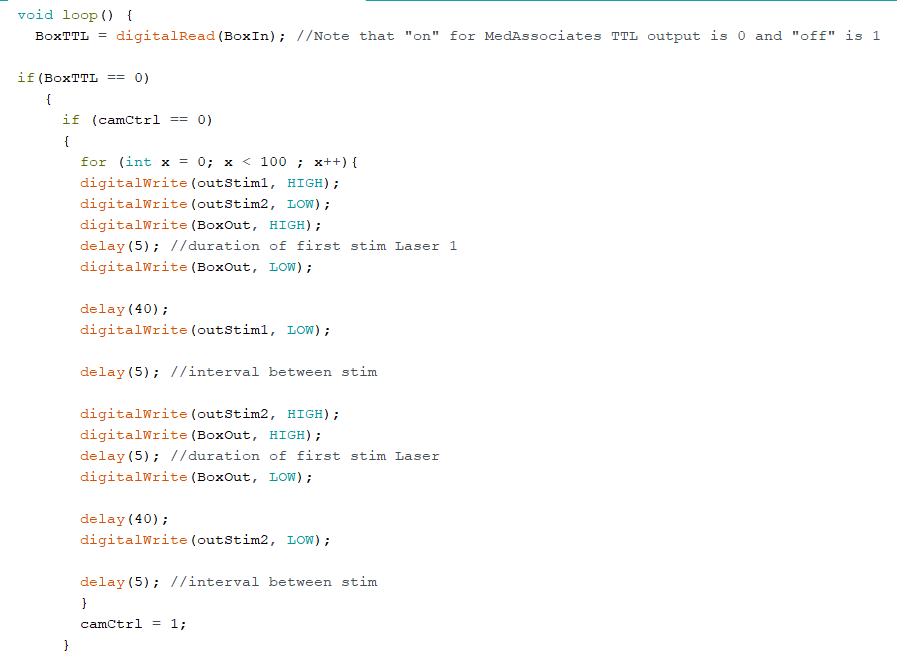 void loop() {
BoxTTL = digitalRead(BoxIn); //Note that "on" for MedAssociates TTL output is 0 and "off" is 1
if(BoxTTL == 0)
{
if (camCtrl == 0)
{
for (int x = 0; x < 100 ; x++){
digitalWrite(outStim1, HIGH);
digitalWrite(outStim2, LOW);
digitalWrite(BoxOut, HIGH);
delay(5); //duration of first stim Laser 1
digitalWrite(BoxOut, LOW);
delay(40);
digitalWrite(outStim1, LOW);
delay(5); //interval between stim
digitalWrite(outStim2, HIGH);
digitalWrite(BoxOut, HIGH);
delay(5); //duration of first stim Laser
digitalWrite(BoxOut, LOW);
delay(40);
digitalWrite(outStim2, LOW);
delay(5); //interval between stim
}
camCtrl = 1;
}